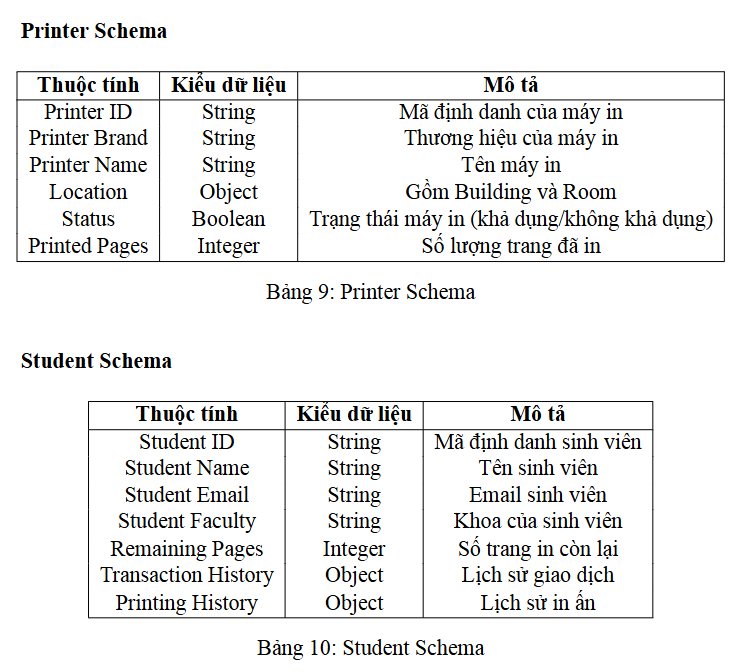 Printer Schema
Thuộc tính Kiểu dữ liệu Mô tả
Printer ID String Mã định danh của máy in
Printer Brand String Thương hiệu của máy in
Printer Name String Tên máy in
Location Object Gồm Building và Room
Status Boolean Trạng thái máy in (khả dụng/không khả dụng)
Printed Pages Integer Số lượng trang đã in
Bảng 9: Printer Schema
Student Schema
Thuộc tính Kiểu dữ liệu Mô tả
Student ID String Mã định danh sinh viên
Student Name String Tên sinh viên
Student Email String Email sinh viên
Student Faculty String Khoa của sinh viên
Remaining Pages Integer Số trang in còn lại
Transaction History Object Lịch sử giao dịch
Printing History Object Lịch sử in ấn
Bảng 10: Student Schema